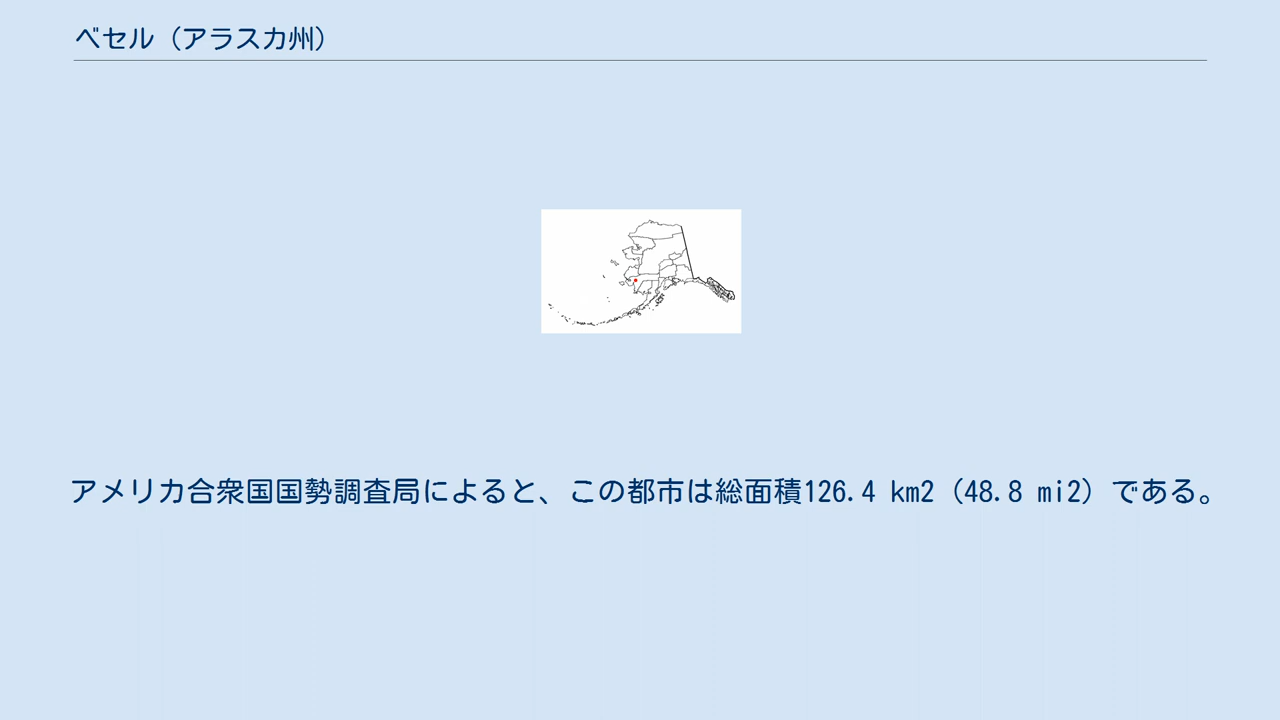 ベセル（アラスカ州）
アメリカ合衆国国勢調査局によると、この都市は総面積126.4 km2（48.8 mi2）である。